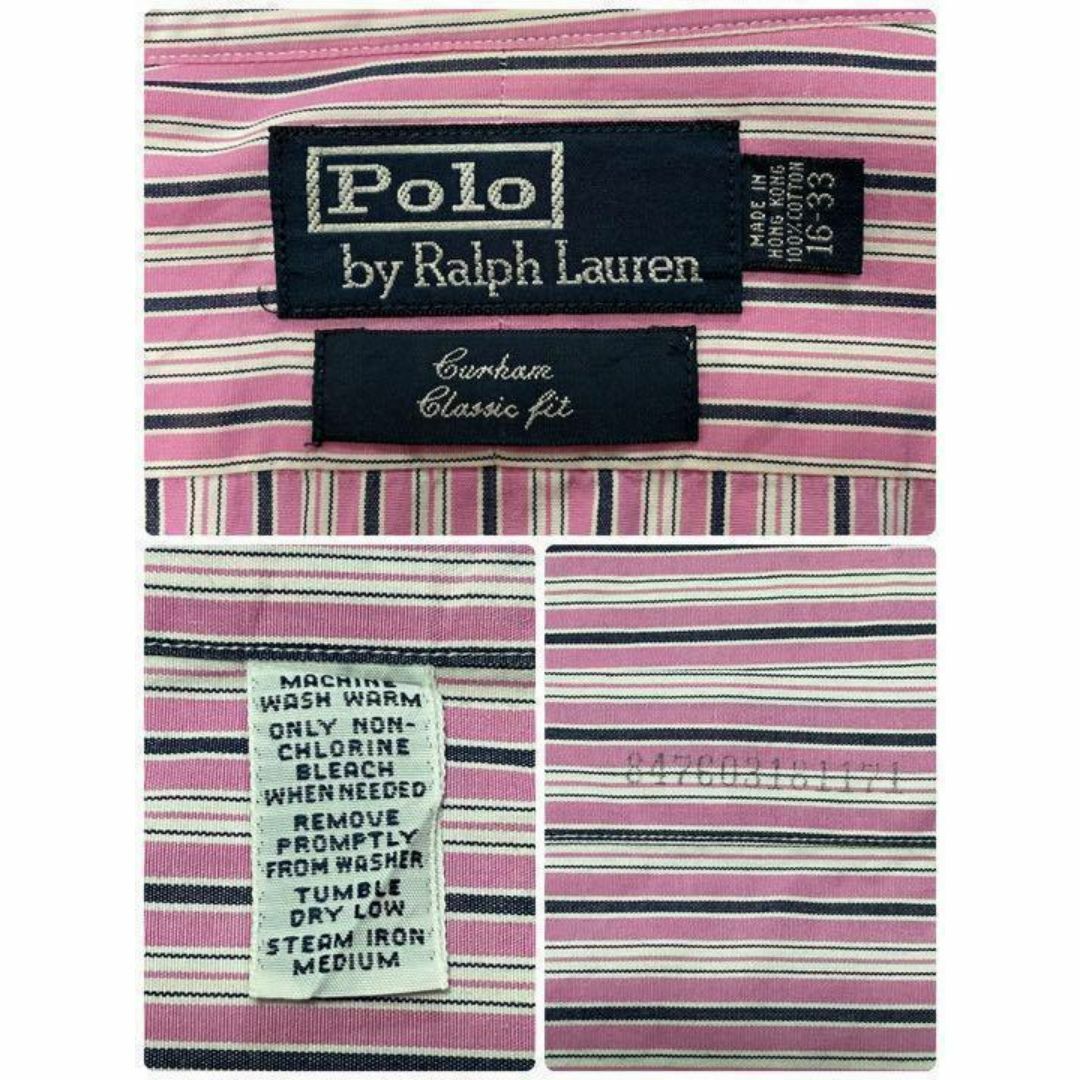 Polo
by Ralph Lauren
MADE IN
HONG KONG
100% COTTON
16-33
Curham
Classic fit
MACHINE
WASH WARM
ONLY NON-
CHLORINE
BLEACH
WHEN NEEDED
REMOVE
PROMPTLY
FROM WASHER
TUMBLE
DRY LOW
STEAM IRON
MEDIUM
847603181171